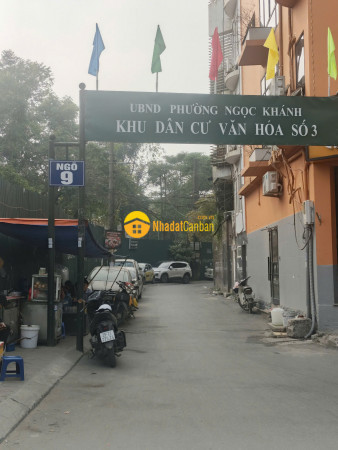 UBND PHƯỜNG NGỌC KHÁNH
KHU DÂN CƯ VĂN HÓA SỐ 3
NGÕ
9
NhadatCanban